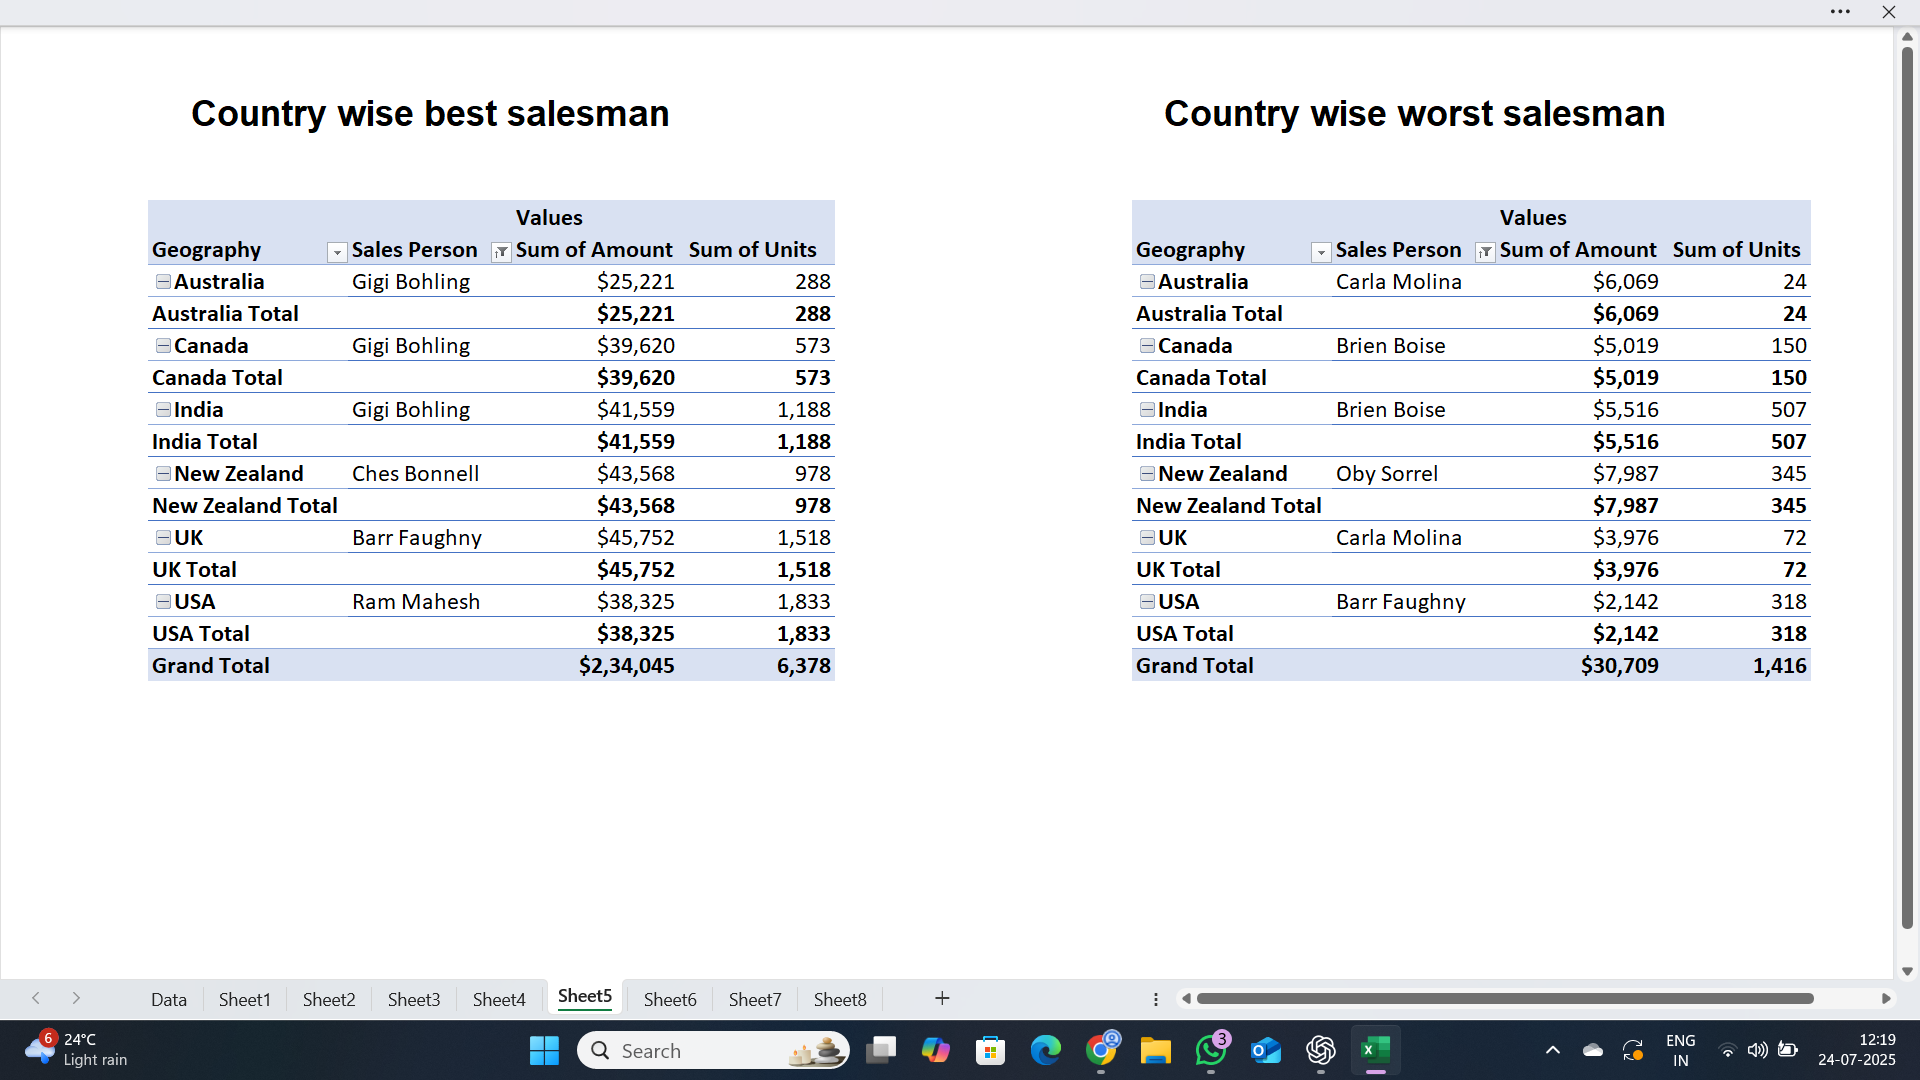 Country wise best salesman
Values
Geography Sales Person Sum of Amount Sum of Units
Australia Gigi Bohling $25,221 288
Australia Total $25,221 288
Canada Gigi Bohling $39,620 573
Canada Total $39,620 573
India Gigi Bohling $41,559 1,188
India Total $41,559 1,188
New Zealand Ches Bonnell $43,568 978
New Zealand Total $43,568 978
UK Barr Faughny $45,752 1,518
UK Total $45,752 1,518
USA Ram Mahesh $38,325 1,833
USA Total $38,325 1,833
Grand Total $2,34,045 6,378
Country wise worst salesman
Values
Geography Sales Person Sum of Amount Sum of Units
Australia Carla Molina $6,069 24
Australia Total $6,069 24
Canada Brien Boise $5,019 150
Canada Total $5,019 150
India Brien Boise $5,516 507
India Total $5,516 507
New Zealand Oby Sorrel $7,987 345
New Zealand Total $7,987 345
UK Carla Molina $3,976 72
UK Total $3,976 72
USA Barr Faughny $2,142 318
USA Total $2,142 318
Grand Total $30,709 1,416
Data Sheet1 Sheet2 Sheet3 Sheet4 Sheet5 Sheet6 Sheet7 Sheet8
6 24°C
Light rain
Search
3
ENG
IN
12:19
24-07-2025